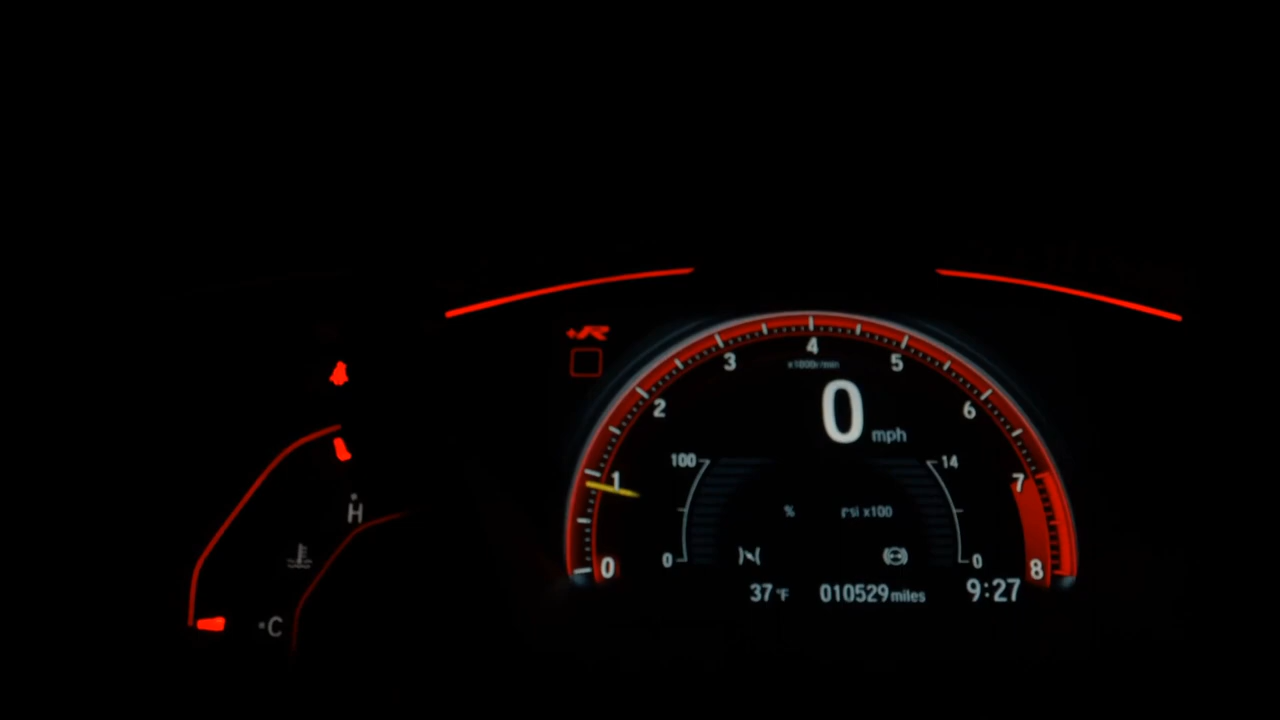 +R
4
3 5
x1000r/min
2 0 mph 6
100 14
1 7
% psi x100
H
0 0
0 8
37°F 010529 miles 9:27
C